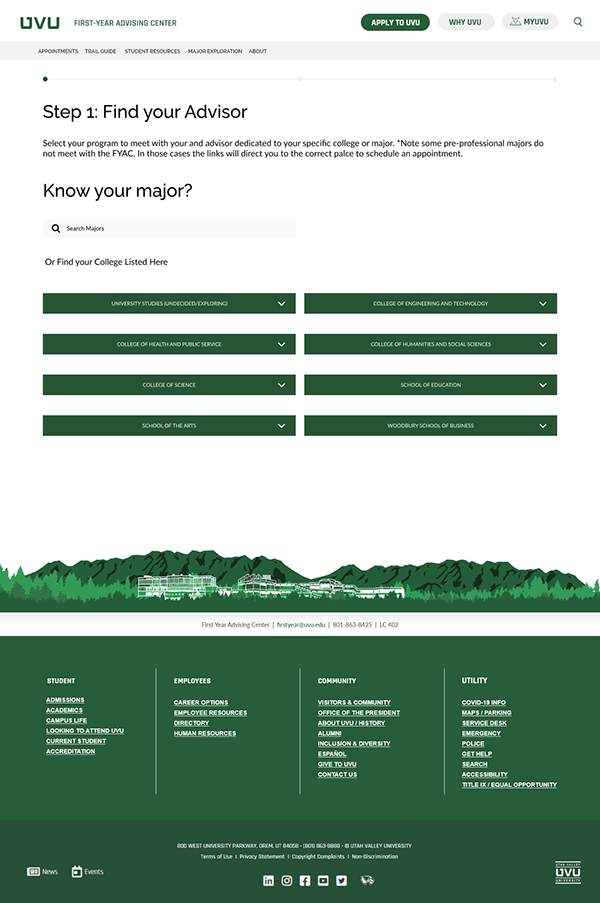 UVU FIRST-YEAR ADVISING CENTER APPLY TO UVU WHY UVU MYUVU
APPOINTMENTS TRAIL GUIDE STUDENT RESOURCES MAJOR EXPLORATION ABOUT
Step 1: Find your Advisor
Select your program to meet with your and advisor dedicated to your specific college or major. *Note some pre-professional majors do
not meet with the FYAC. In those cases the links will direct you to the correct palce to schedule an appointment.
Know your major?
Search Majors
Or Find your College Listed Here
UNIVERSITY STUDIES (UNDECIDED/EXPLORING) COLLEGE OF ENGINEERING AND TECHNOLOGY
COLLEGE OF HEALTH AND PUBLIC SERVICE COLLEGE OF HUMANITIES AND SOCIAL SCIENCES
COLLEGE OF SCIENCE SCHOOL OF EDUCATION
SCHOOL OF THE ARTS WOODBURY SCHOOL OF BUSINESS
First Year Advising Center | firstyear@uvu.edu | 801-863-8425 | LC 402
STUDENT
ADMISSIONS
ACADEMICS
CAMPUS LIFE
LOOKING TO ATTEND UVU
CURRENT STUDENT
ACCREDITATION
EMPLOYEES
CAREER OPTIONS
EMPLOYEE RESOURCES
DIRECTORY
HUMAN RESOURCES
COMMUNITY
VISITORS & COMMUNITY
OFFICE OF THE PRESIDENT
ABOUT UVU / HISTORY
ALUMNI
INCLUSION & DIVERSITY
ESPAÑOL
GIVE TO UVU
CONTACT US
UTILITY
COVID-19 INFO
MAPS / PARKING
SERVICE DESK
EMERGENCY
POLICE
GET HELP
SEARCH
ACCESSIBILITY
TITLE IX / EQUAL OPPORTUNITY
800 WEST UNIVERSITY PARKWAY, OREM, UT 84058 · (801) 863-8888 · © UTAH VALLEY UNIVERSITY
Terms of Use | Privacy Statement | Copyright Complaints | Non-Discrimination
News Events
UTAH VALLEY
UVU
UNIVERSITY